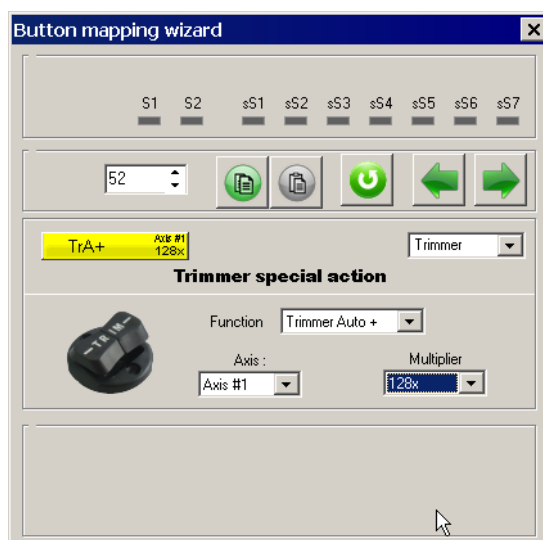 Button mapping wizard
S1 S2 sS1 sS2 sS3 sS4 sS5 sS6 sS7
52
TrA+ Axis #1 128x
Trimmer
Trimmer special action
-TRIM-
Function Trimmer Auto +
Axis : Multiplier
Axis #1 128x